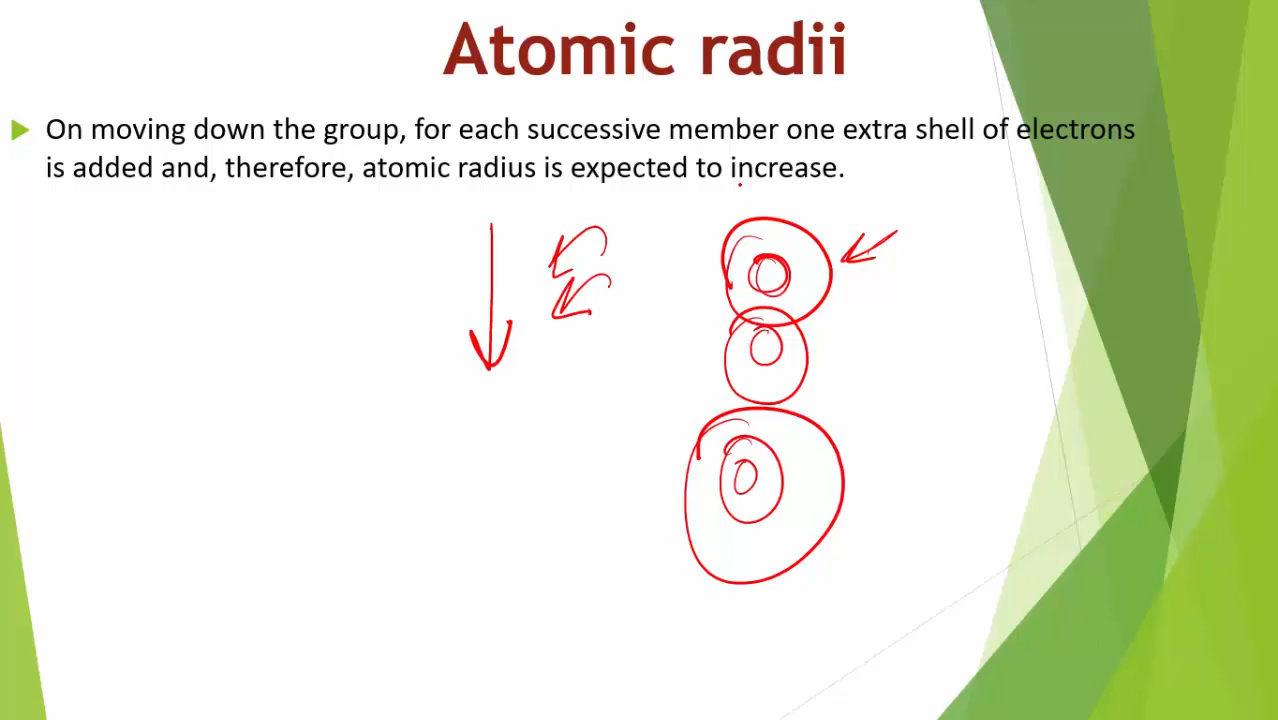 Atomic radii
On moving down the group, for each successive member one extra shell of electrons
is added and, therefore, atomic radius is expected to increase.